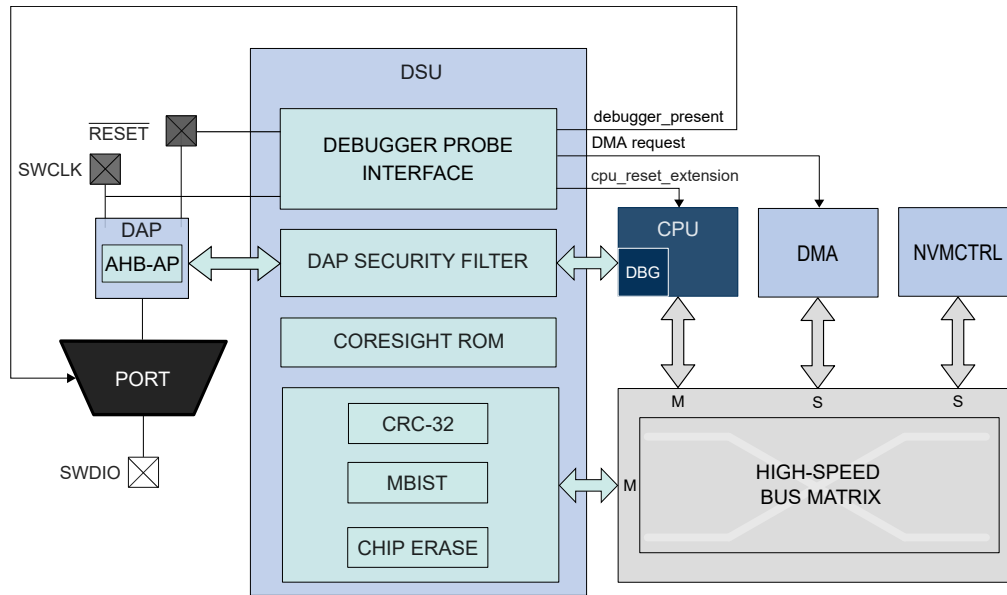 DSU
debugger_present
RESET
DEBUGGER PROBE
INTERFACE
DMA request
SWCLK
cpu_reset_extension
DAP
AHB-AP
DAP SECURITY FILTER
CPU
DBG
DMA
NVMCTRL
CORESIGHT ROM
PORT
M
S
S
CRC-32
SWDIO
MBIST
M
HIGH-SPEED
BUS MATRIX
CHIP ERASE